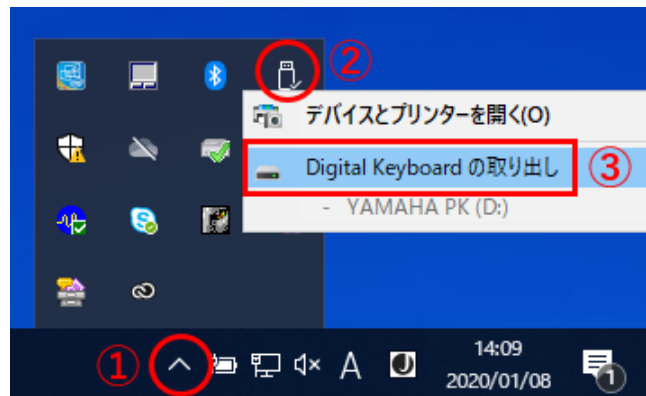 ②
デバイスとプリンターを開く(O)
Digital Keyboard の取り出し
③
- YAMAHA PK (D:)
①
A
14:09
2020/01/08
1